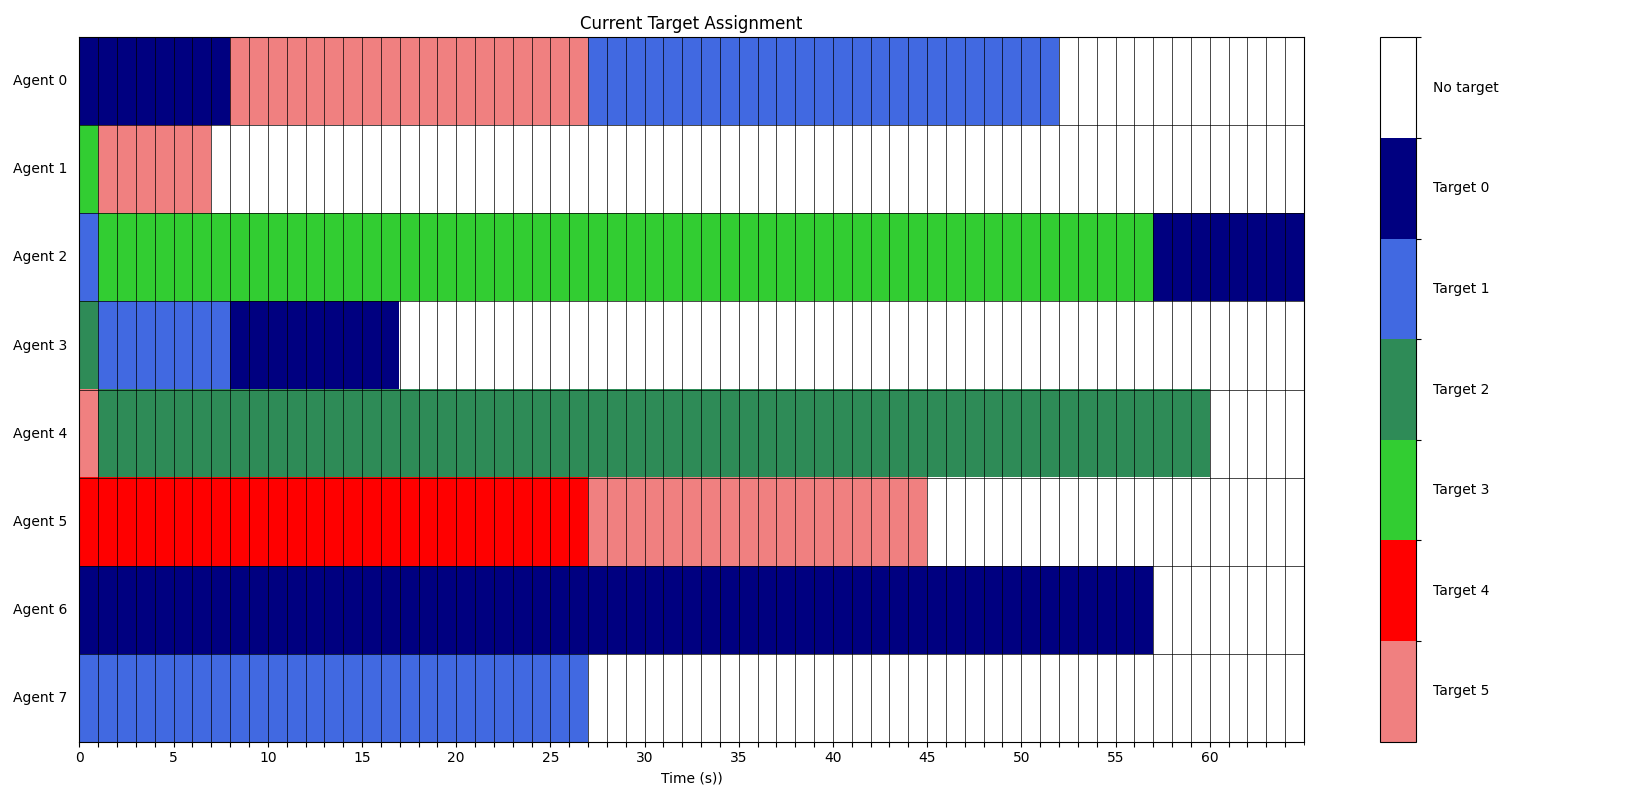 Current Target Assignment
Agent 0
Agent 1
Agent 2
Agent 3
Agent 4
Agent 5
Agent 6
Agent 7
0 5 10 15 20 25 30 35 40 45 50 55 60
Time (s))
No target
Target 0
Target 1
Target 2
Target 3
Target 4
Target 5